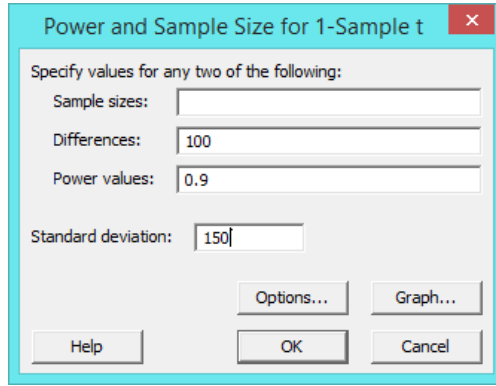 Power and Sample Size for 1-Sample t
Specify values for any two of the following:
Sample sizes:
Differences: 100
Power values: 0.9
Standard deviation: 150
Options... Graph...
Help OK Cancel